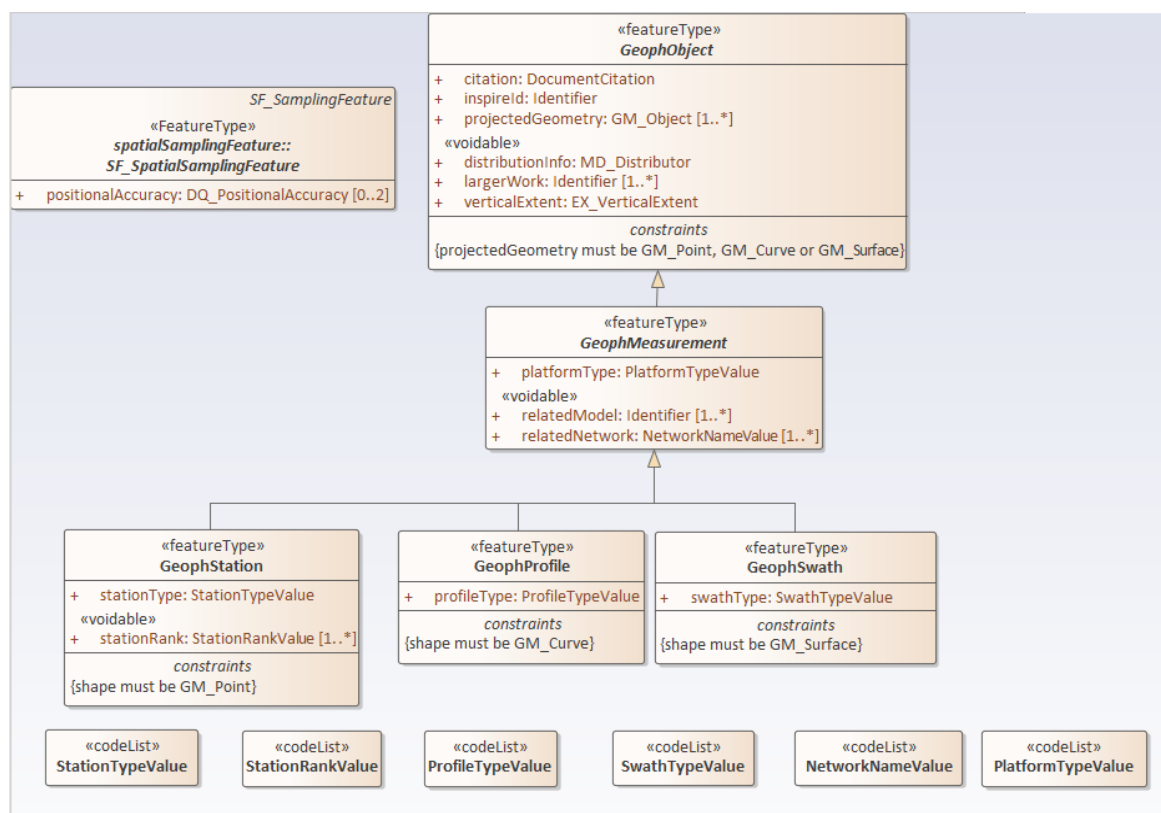 «featureType»
GeophObject
+ citation: DocumentCitation
+ inspireId: Identifier
+ projectedGeometry: GM_Object [1..*]
«voidable»
+ distributionInfo: MD_Distributor
+ largerWork: Identifier [1..*]
+ verticalExtent: EX_VerticalExtent
constraints
{projectedGeometry must be GM_Point, GM_Curve or GM_Surface}
SF_SamplingFeature
«FeatureType»
spatialSamplingFeature::
SF_SpatialSamplingFeature
+ positionalAccuracy: DQ_PositionalAccuracy [0..2]
«featureType»
GeophMeasurement
+ platformType: PlatformTypeValue
«voidable»
+ relatedModel: Identifier [1..*]
+ relatedNetwork: NetworkNameValue [1..*]
«featureType»
GeophStation
+ stationType: StationTypeValue
«voidable»
+ stationRank: StationRankValue [1..*]
constraints
{shape must be GM_Point}
«featureType»
GeophProfile
+ profileType: ProfileTypeValue
constraints
{shape must be GM_Curve}
«featureType»
GeophSwath
+ swathType: SwathTypeValue
constraints
{shape must be GM_Surface}
«codeList»
StationTypeValue
«codeList»
StationRankValue
«codeList»
ProfileTypeValue
«codeList»
SwathTypeValue
«codeList»
NetworkNameValue
«codeList»
PlatformTypeValue